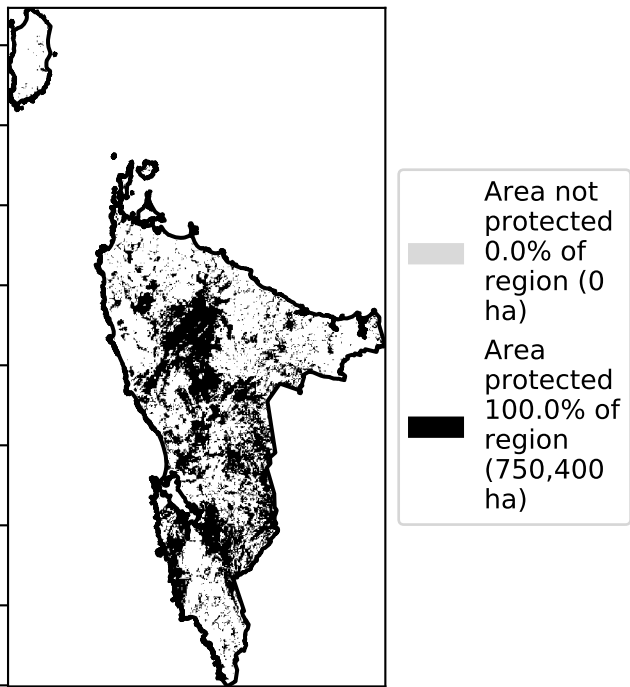 Area not
protected
0.0% of
region (0
ha)
Area
protected
100.0% of
region
(750,400
ha)